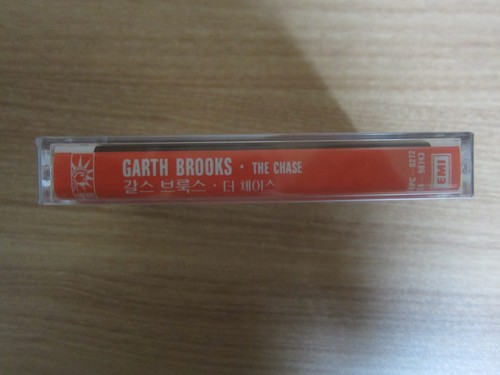 GARTH BROOKS · THE CHASE
갈스 브룩스 · 더 체이스
EMI